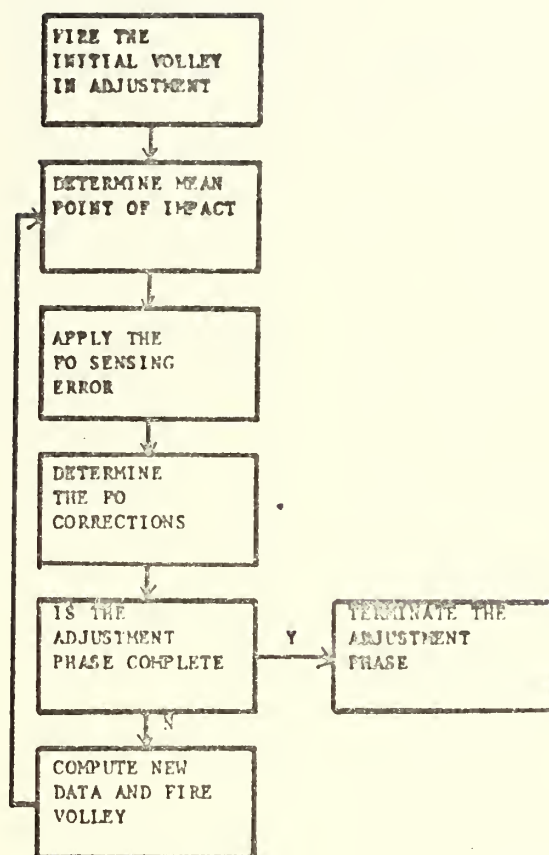 FIRE THE
INITIAL VOLLEY
IN ADJUSTMENT
DETERMINE MEAN
POINT OF IMPACT
APPLY THE
FO SENSING
ERROR
DETERMINE
THE FO
CORRECTIONS
IS THE
ADJUSTMENT
PHASE COMPLETE
Y
TERMINATE THE
ADJUSTMENT
PHASE
N
COMPUTE NEW
DATA AND FIRE
VOLLEY